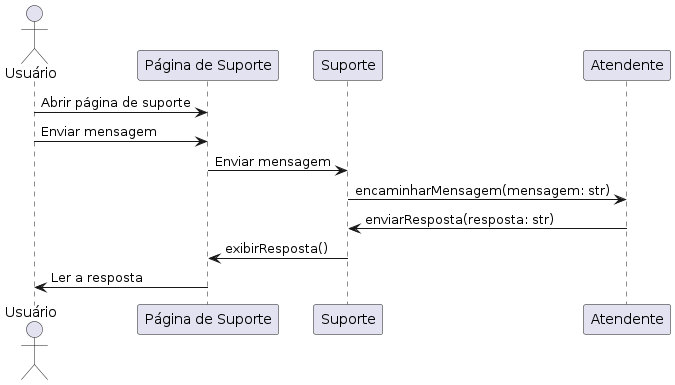 Usuário
Página de Suporte
Suporte
Atendente
Abrir página de suporte
Enviar mensagem
Enviar mensagem
encaminharMensagem(mensagem: str)
enviarResposta(resposta: str)
exibirResposta()
Ler a resposta
Usuário
Página de Suporte
Suporte
Atendente